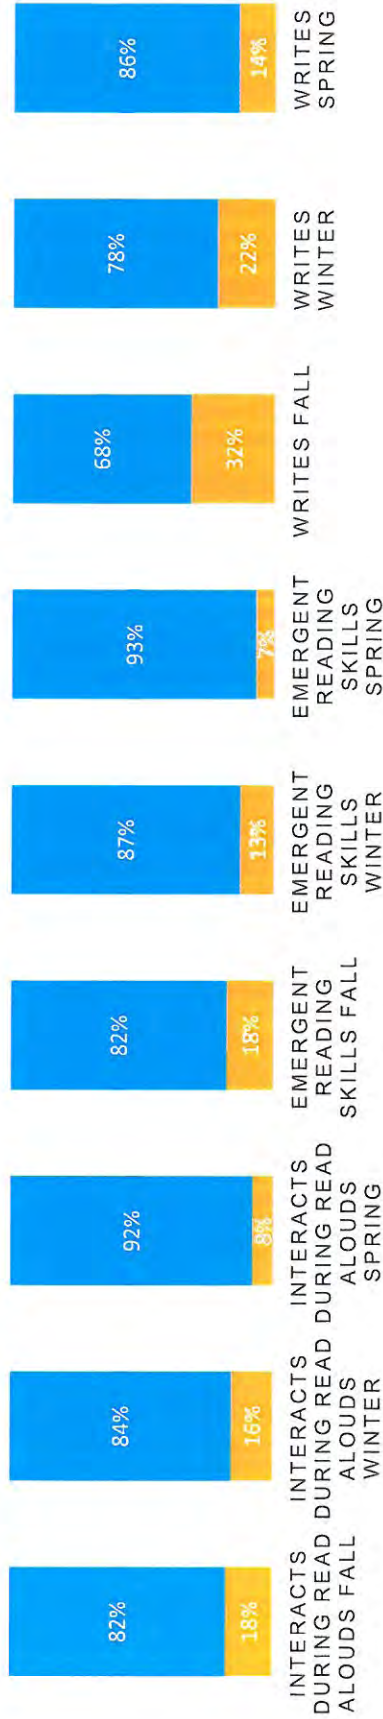 82%
18%
INTERACTS
DURING READ
ALOUDS FALL
84%
16%
INTERACTS
DURING READ
ALOUDS
WINTER
92%
8%
INTERACTS
DURING READ
ALOUDS
SPRING
82%
18%
EMERGENT
READING
SKILLS FALL
87%
13%
EMERGENT
READING
SKILLS
WINTER
93%
7%
EMERGENT
READING
SKILLS
SPRING
68%
32%
WRITES FALL
78%
22%
WRITES
WINTER
86%
14%
WRITES
SPRING